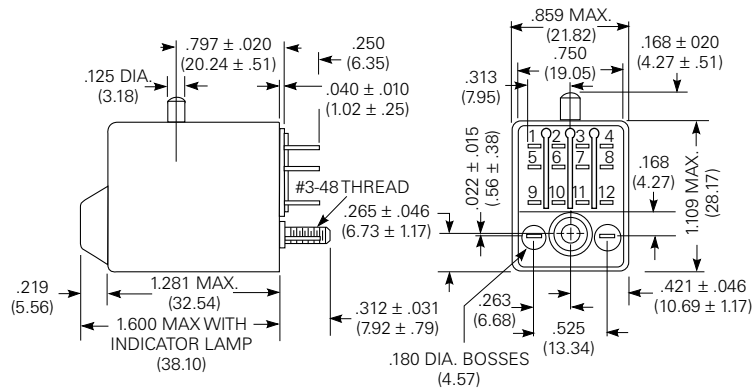 .797 ± .020
(20.24 ± .51)
.250
(6.35)
.125 DIA.
(3.18)
.040 ± .010
(1.02 ± .25)
#3-48 THREAD
.265 ± .046
(6.73 ± 1.17)
.219
(5.56)
1.281 MAX.
(32.54)
.312 ± .031
(7.92 ± .79)
1.600 MAX WITH
INDICATOR LAMP
(38.10)
.859 MAX.
(21.82)
.750
(19.05)
.168 ± 020
(4.27 ± .51)
.313
(7.95)
.022 ± .015
(.56 ± .38)
1 2 3 4
5 6 7 8
9 10 11 12
.168
(4.27)
1.109 MAX.
(28.17)
.421 ± .046
(10.69 ± 1.17)
.263
(6.68)
.525
(13.34)
.180 DIA. BOSSES
(4.57)